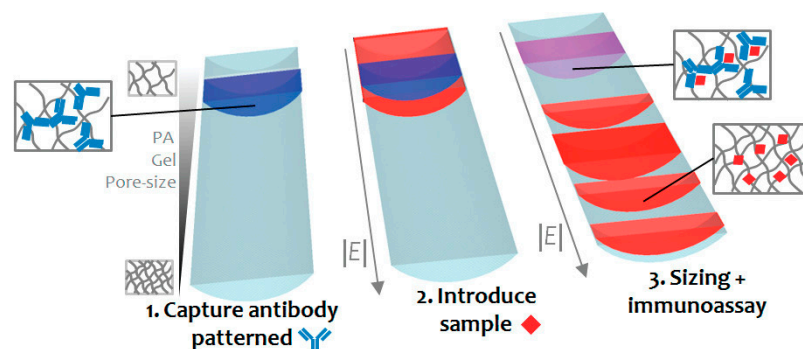 PA
Gel
Pore-size
|E|
|E|
1. Capture antibody
patterned
2. Introduce
sample
3. Sizing +
immunoassay